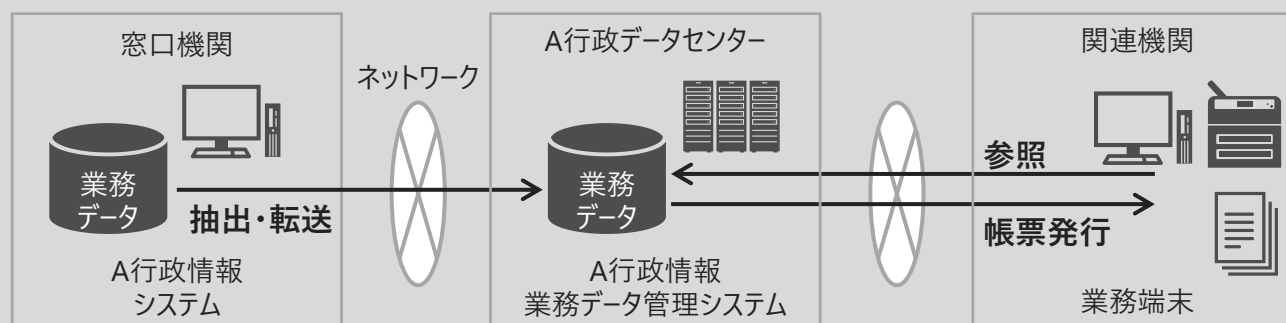 窓口機関
業務
データ
抽出・転送
A行政情報
システム
ネットワーク
A行政データセンター
業務
データ
A行政情報
業務データ管理システム
関連機関
参照
帳票発行
業務端末